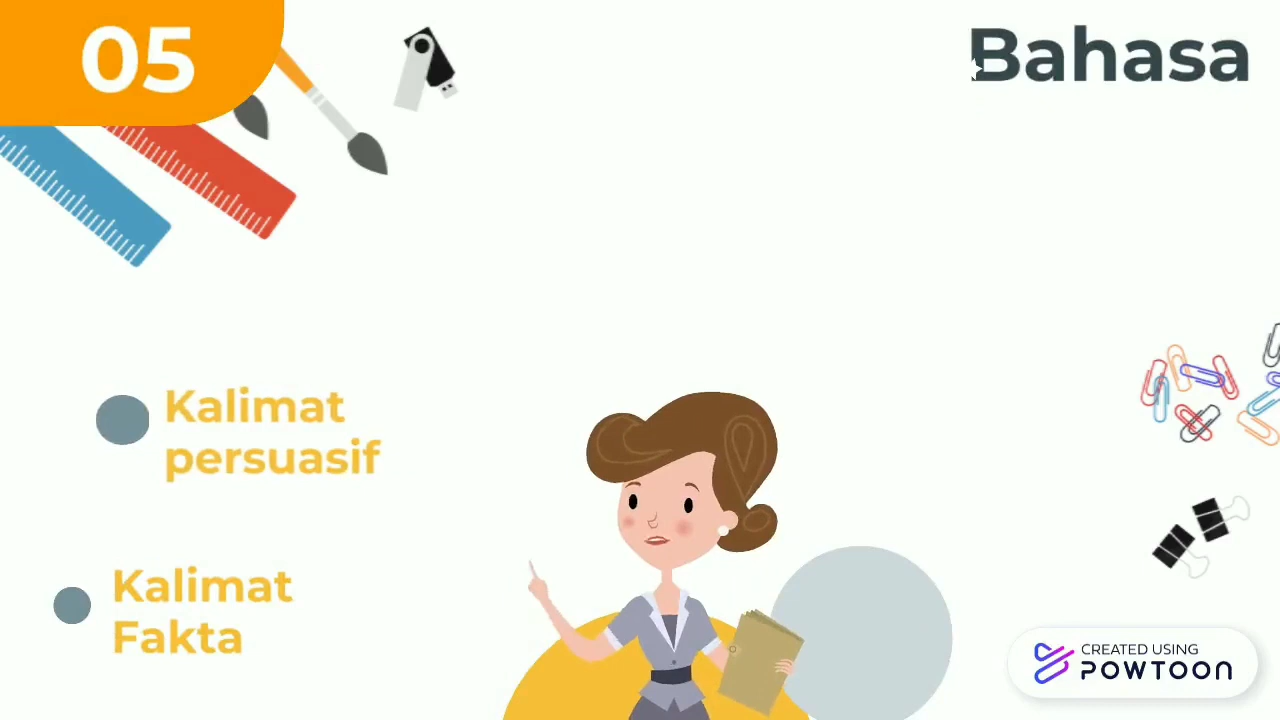 05
Bahasa
Kalimat
persuasif
Kalimat
Fakta
CREATED USING
POWTOON